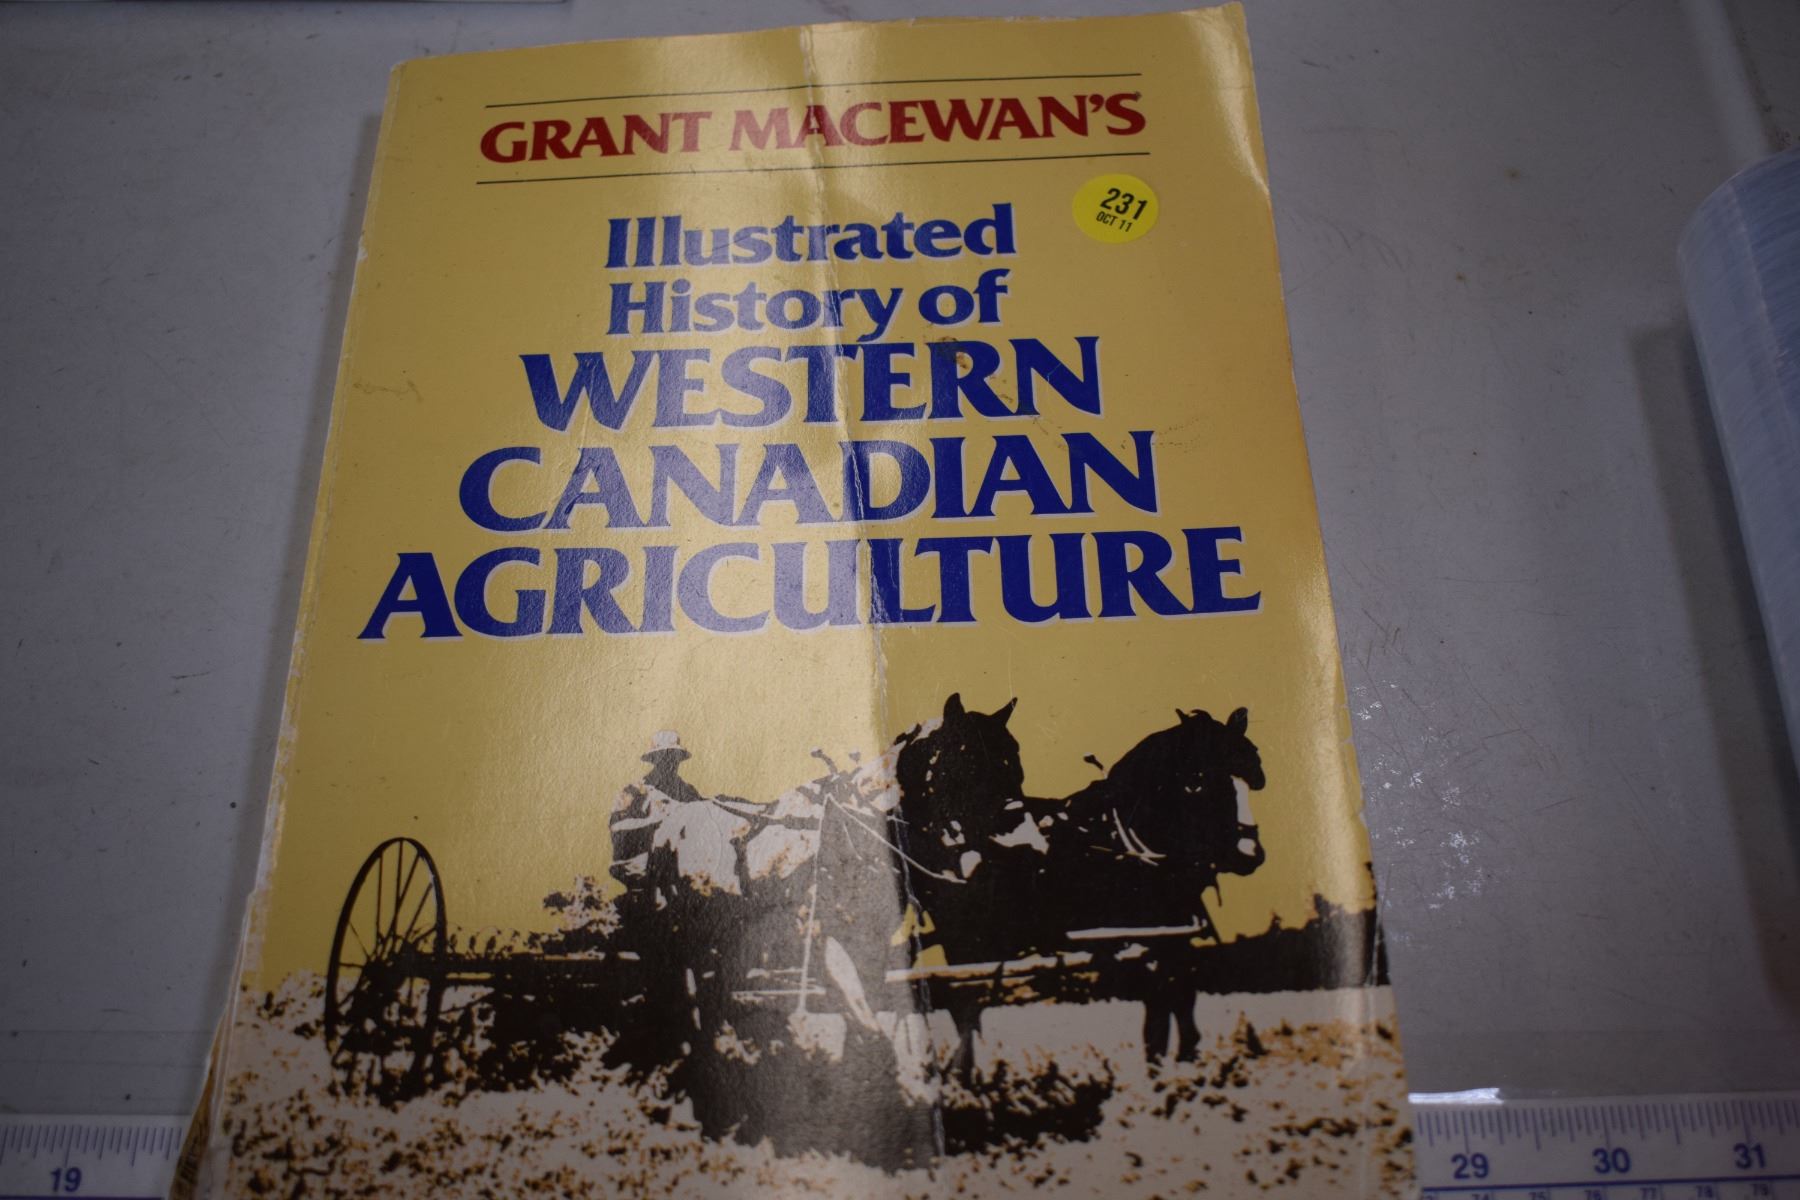 GRANT MACEWAN'S
231
OCT 11
Illustrated
History of
WESTERN
CANADIAN
AGRICULTURE
19
29 30 31